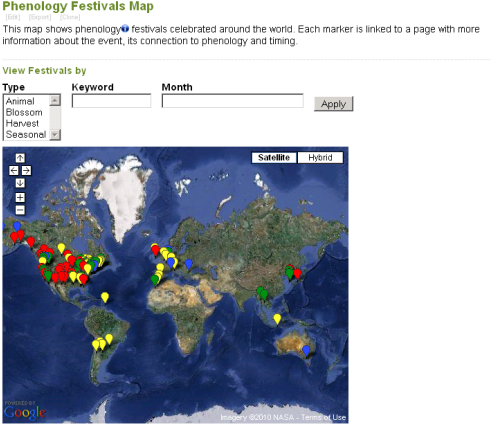 Phenology Festivals Map
[Edit] [Export] [Clone]
This map shows phenology festivals celebrated around the world. Each marker is linked to a page with more
information about the event, its connection to phenology and timing.
View Festivals by
Type Keyword Month
Animal
Blossom
Harvest
Seasonal
Apply
Satellite Hybrid
POWERED BY
Google
Imagery ©2010 NASA - Terms of Use